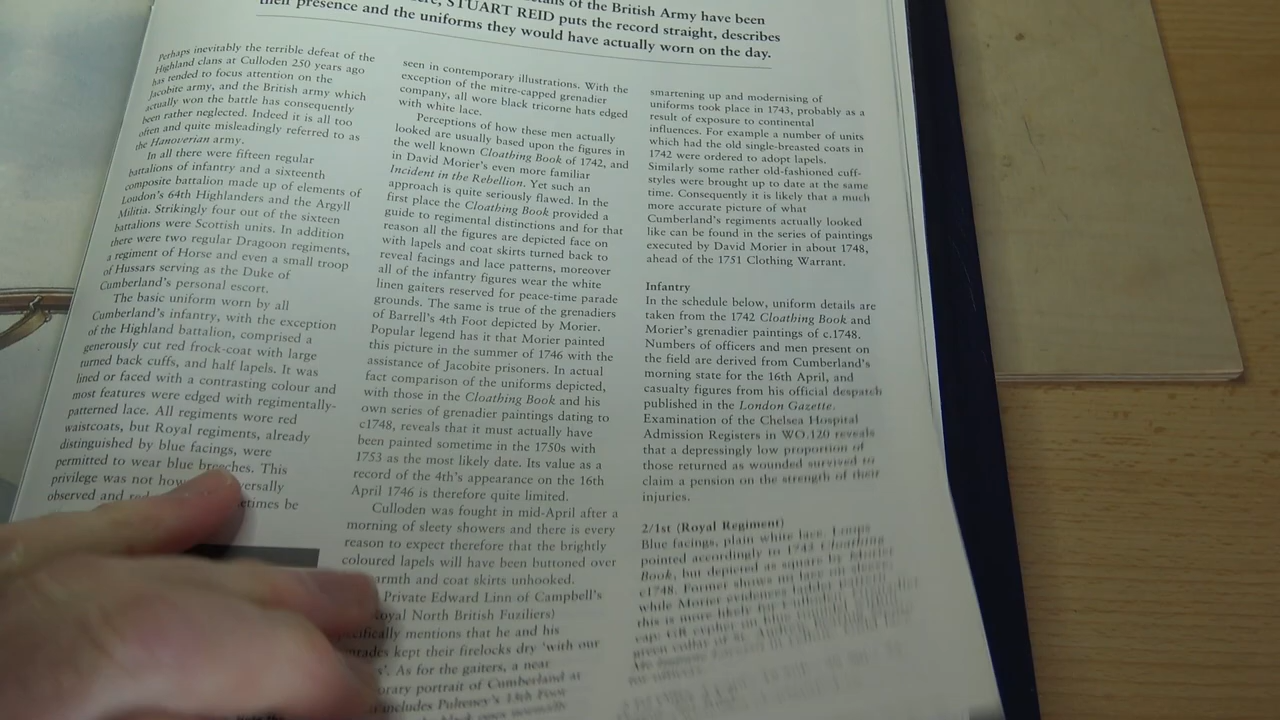 of the British Army have been
STUART REID puts the record straight, describes
their presence and the uniforms they would have actually worn on the day.
Perhaps inevitably the terrible defeat of the
Highland clans at Culloden 250 years ago
has tended to focus attention on the
Jacobite army, and the British army which
actually won the battle has consequently
been rather neglected. Indeed it is all too
often and quite misleadingly referred to as
the Hanoverian army.
In all there were fifteen regular
battalions of infantry and a sixteenth
composite battalion made up of elements of
Loudon's 64th Highlanders and the Argyll
Militia. Strikingly four out of the sixteen
battalions were Scottish units. In addition
there were two regular Dragoon regiments,
a regiment of Horse and even a small troop
of Hussars serving as the Duke of
Cumberland's personal escort.
The basic uniform worn by all
Cumberland's infantry, with the exception
of the Highland battalion, comprised a
generously cut red frock-coat with large
turned back cuffs, and half lapels. It was
lined or faced with a contrasting colour and
most features were edged with regimentally-
patterned lace. All regiments wore red
waistcoats, but Royal regiments, already
distinguished by blue facings, were
permitted to wear blue breeches. This
privilege was not
observed and
seen in contemporary illustrations. With the
exception of the mitre-capped grenadier
company, all wore black tricorne hats edged
with white lace.
Perceptions of how these men actually
looked are usually based upon the figures in
the well known Cloathing Book of 1742, and
in David Morier's even more familiar
Incident in the Rebellion. Yet such an
approach is quite seriously flawed. In the
first place the Cloathing Book provided a
guide to regimental distinctions and for that
reason all the figures are depicted face on
with lapels and coat skirts turned back to
reveal facings and lace patterns, moreover
all of the infantry figures wear the white
linen gaiters reserved for peace-time parade
grounds. The same is true of the grenadiers
of Barrell's 4th Foot depicted by Morier.
Popular legend has it that Morier painted
this picture in the summer of 1746 with the
assistance of Jacobite prisoners. In actual
fact comparison of the uniforms depicted,
with those in the Cloathing Book and his
own series of grenadier paintings dating to
c1748, reveals that it must actually have
been painted sometime in the 1750s with
1753 as the most likely date. Its value as a
record of the 4th's appearance on the 16th
April 1746 is therefore quite limited.
Culloden was fought in mid-April after a
morning of sleety showers and there is every
reason to expect therefore that the brightly
coloured lapels will have been buttoned over
and coat skirts unhooked.
Private Edward Linn of Campbell's
North British Fuziliers)
mentions that he and his
kept their firelocks dry 'with our
As for the gaiters, a near
portrait of Cumberland at
includes Pulteney's 13th Foot
smartening up and modernising of
uniforms took place in 1743, probably as a
result of exposure to continental
influences. For example a number of units
which had the old single-breasted coats in
1742 were ordered to adopt lapels.
Similarly some rather old-fashioned cuff-
styles were brought up to date at the same
time. Consequently it is likely that a much
more accurate picture of what
Cumberland's regiments actually looked
like can be found in the series of paintings
executed by David Morier in about 1748,
ahead of the 1751 Clothing Warrant.
Infantry
In the schedule below, uniform details are
taken from the 1742 Cloathing Book and
Morier's grenadier paintings of c.1748.
Numbers of officers and men present on
the field are derived from Cumberland's
morning state for the 16th April, and
casualty figures from his official despatch
published in the London Gazette.
Examination of the Chelsea Hospital
Admission Registers in WO.120 reveals
that a depressingly low proportion of
those returned as wounded survived to
claim a pension on the strength of their
injuries.
2/1st (Royal Regiment)
Blue facings, plain white lace. Loops
pointed accordingly to 1742 Cloathing
Book, but depicted as square by Morier
c1748. Former shows no lace on sleeve
while Morier evidences ladder pattern
this is more likely